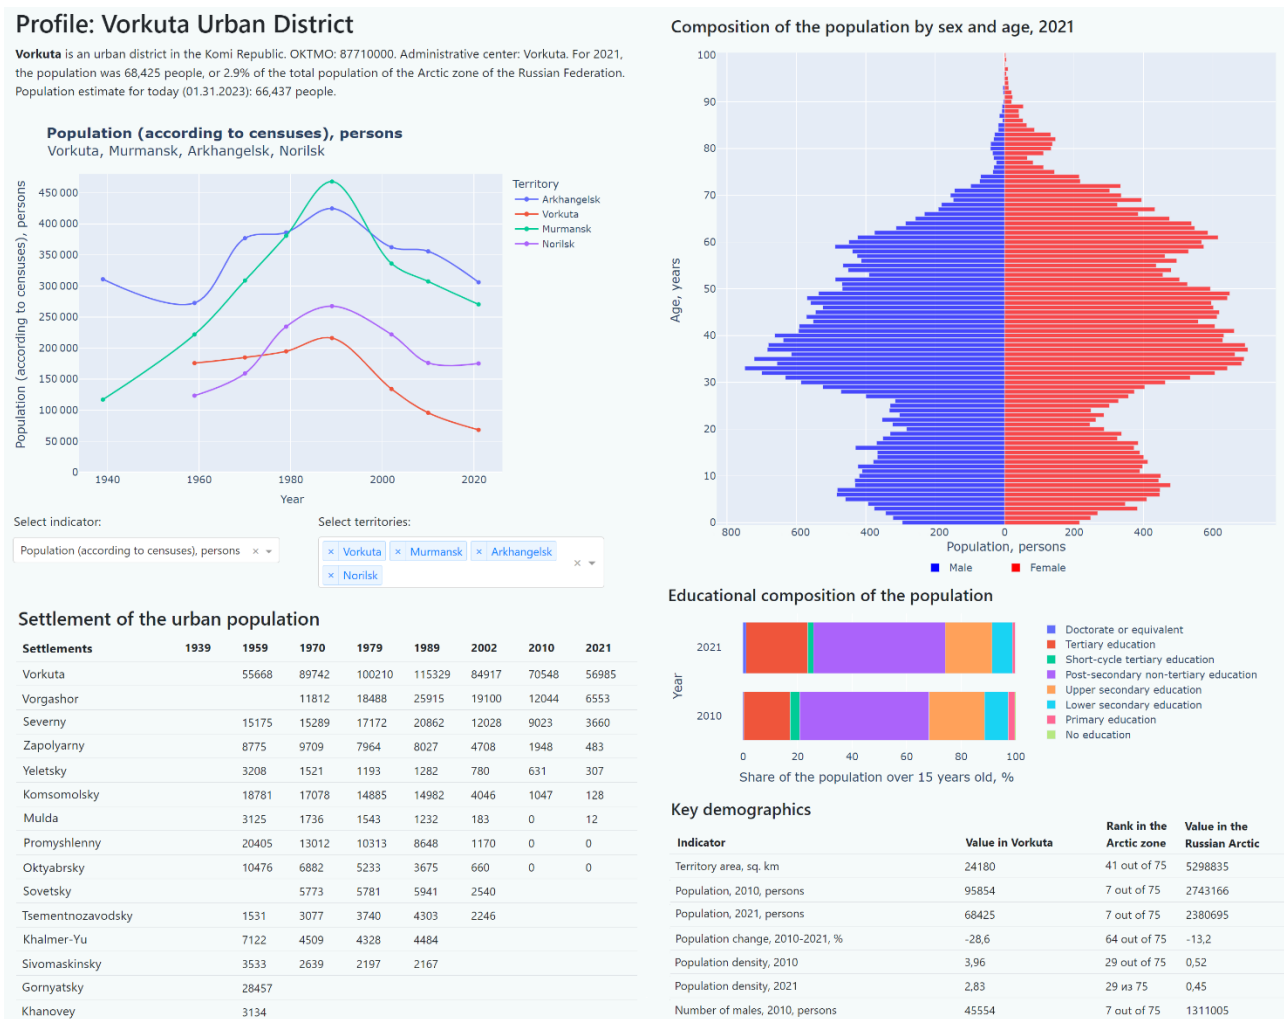 Profile: Vorkuta Urban District
Vorkuta is an urban district in the Komi Republic. OKTMO: 87710000. Administrative center: Vorkuta. For 2021,
the population was 68,425 people, or 2.9% of the total population of the Arctic zone of the Russian Federation.
Population estimate for today (01.31.2023): 66,437 people.
Population (according to censuses), persons
Vorkuta, Murmansk, Arkhangelsk, Norilsk
Population (according to censuses), persons
450 000
400 000
350 000
300 000
250 000
200 000
150 000
100 000
50 000
0
1940 1960 1980 2000 2020
Year
Territory
Arkhangelsk
Vorkuta
Murmansk
Norilsk
Select indicator:
Population (according to censuses), persons × ▾
Select territories:
× Vorkuta × Murmansk × Arkhangelsk
× Norilsk
× ▾
Settlement of the urban population
Settlements 1939 1959 1970 1979 1989 2002 2010 2021
Vorkuta 55668 89742 100210 115329 84917 70548 56985
Vorgashor 11812 18488 25915 19100 12044 6553
Severny 15175 15289 17172 20862 12028 9023 3660
Zapolyarny 8775 9709 7964 8027 4708 1948 483
Yeletsky 3208 1521 1193 1282 780 631 307
Komsomolsky 18781 17078 14885 14982 4046 1047 128
Mulda 3125 1736 1543 1232 183 0 12
Promyshlenny 20405 13012 10313 8648 1170 0 0
Oktyabrsky 10476 6882 5233 3675 660 0 0
Sovetsky 5773 5781 5941 2540
Tsementnozavodsky 1531 3077 3740 4303 2246
Khalmer-Yu 7122 4509 4328 4484
Sivomaskinsky 3533 2639 2197 2167
Gornyatsky 28457
Khanovey 3134
Composition of the population by sex and age, 2021
Age, years
100
90
80
70
60
50
40
30
20
10
0
800 600 400 200 0 200 400 600
Population, persons
Male Female
Educational composition of the population
Year
2021
2010
0 20 40 60 80 100
Share of the population over 15 years old, %
Doctorate or equivalent
Tertiary education
Short-cycle tertiary education
Post-secondary non-tertiary education
Upper secondary education
Lower secondary education
Primary education
No education
Key demographics
Indicator Value in Vorkuta Rank in the Arctic zone Value in the Russian Arctic
Territory area, sq. km 24180 41 out of 75 5298835
Population, 2010, persons 95854 7 out of 75 2743166
Population, 2021, persons 68425 7 out of 75 2380695
Population change, 2010-2021, % -28,6 64 out of 75 -13,2
Population density, 2010 3,96 29 out of 75 0,52
Population density, 2021 2,83 29 из 75 0,45
Number of males, 2010, persons 45554 7 out of 75 1311005